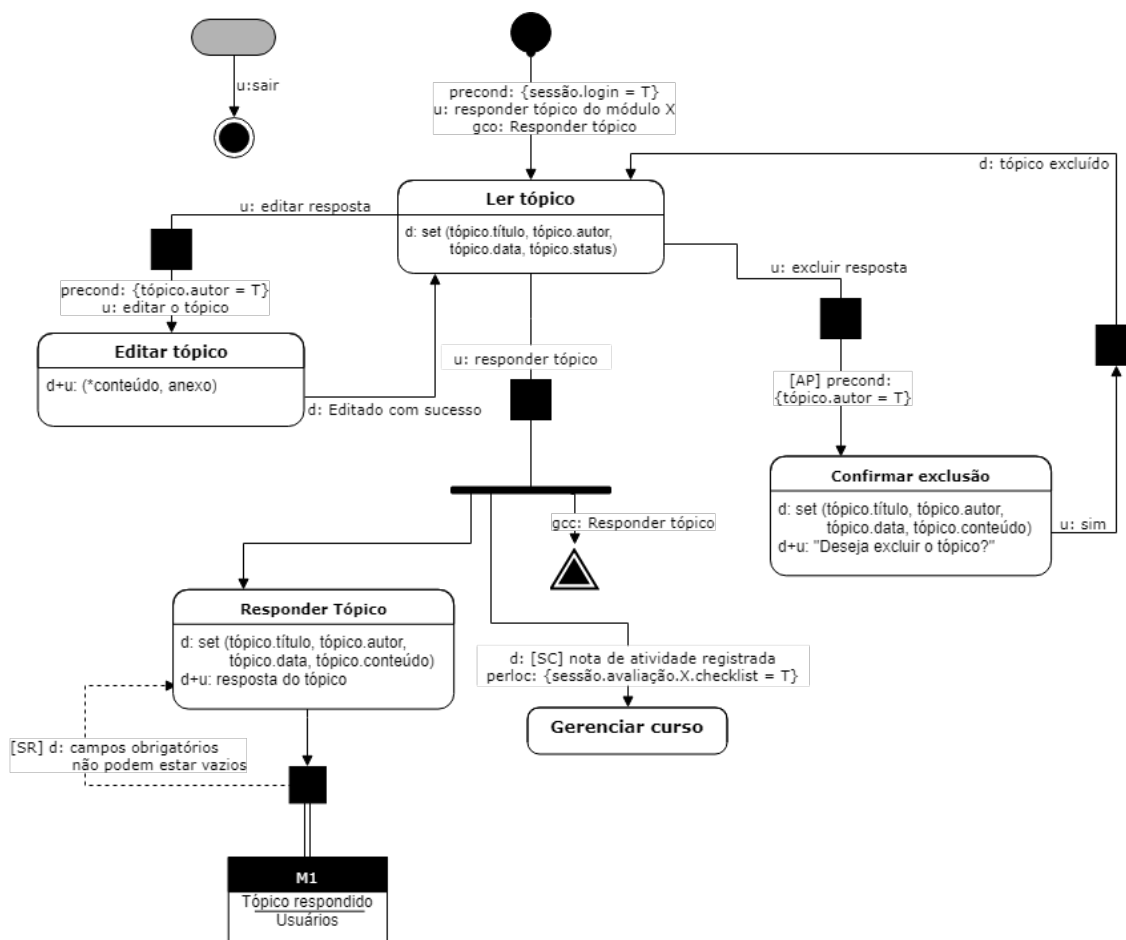 u:sair
precond: {sessão.login = T}
u: responder tópico do módulo X
gco: Responder tópico
d: tópico excluído
Ler tópico
d: set (tópico.título, tópico.autor,
tópico.data, tópico.status)
u: editar resposta
u: excluir resposta
precond: {tópico.autor = T}
u: editar o tópico
Editar tópico
d+u: (*conteúdo, anexo)
d: Editado com sucesso
u: responder tópico
[AP] precond:
{tópico.autor = T}
Confirmar exclusão
d: set (tópico.título, tópico.autor,
tópico.data, tópico.conteúdo)
d+u: "Deseja excluir o tópico?"
u: sim
gcc: Responder tópico
Responder Tópico
d: set (tópico.título, tópico.autor,
tópico.data, tópico.conteúdo)
d+u: resposta do tópico
d: [SC] nota de atividade registrada
perloc: {sessão.avaliação.X.checklist = T}
Gerenciar curso
[SR] d: campos obrigatórios
não podem estar vazios
M1
Tópico respondido
Usuários